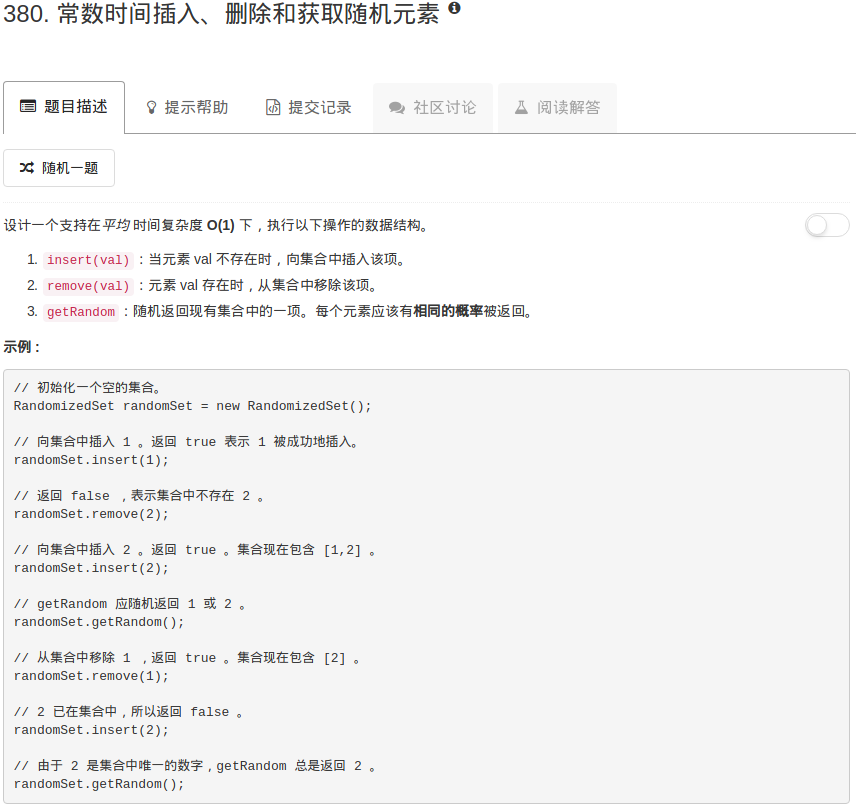 380. 常数时间插入、删除和获取随机元素
题目描述 提示帮助 提交记录 社区讨论 阅读解答
随机一题
设计一个支持在平均 时间复杂度 O(1) 下，执行以下操作的数据结构。
1. insert(val)：当元素 val 不存在时，向集合中插入该项。
2. remove(val)：元素 val 存在时，从集合中移除该项。
3. getRandom：随机返回现有集合中的一项。每个元素应该有相同的概率被返回。
示例 :
// 初始化一个空的集合。
RandomizedSet randomSet = new RandomizedSet();
// 向集合中插入 1 。返回 true 表示 1 被成功地插入。
randomSet.insert(1);
// 返回 false ，表示集合中不存在 2 。
randomSet.remove(2);
// 向集合中插入 2 。返回 true 。集合现在包含 [1,2] 。
randomSet.insert(2);
// getRandom 应随机返回 1 或 2 。
randomSet.getRandom();
// 从集合中移除 1 ，返回 true 。集合现在包含 [2] 。
randomSet.remove(1);
// 2 已在集合中，所以返回 false 。
randomSet.insert(2);
// 由于 2 是集合中唯一的数字，getRandom 总是返回 2 。
randomSet.getRandom();